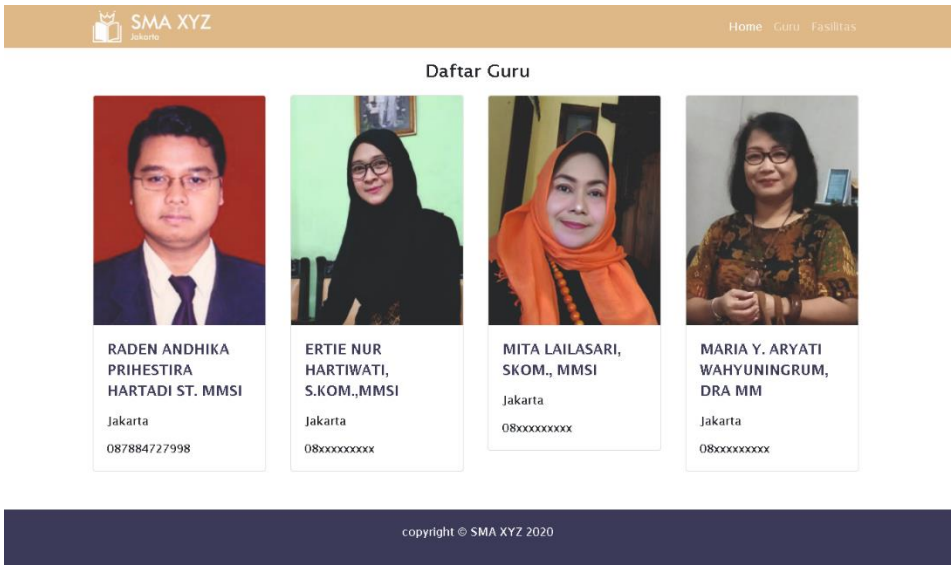 SMA XYZ
Jakarta
Home Guru Fasilitas
Daftar Guru
RADEN ANDHIKA
PRIHESTIRA
HARTADI ST. MMSI
Jakarta
087884727998
ERTIE NUR
HARTIWATI,
S.KOM.,MMSI
Jakarta
08xxxxxxxxx
MITA LAILASARI,
SKOM., MMSI
Jakarta
08xxxxxxxxx
MARIA Y. ARYATI
WAHYUNINGRUM,
DRA MM
Jakarta
08xxxxxxxxx
copyright © SMA XYZ 2020